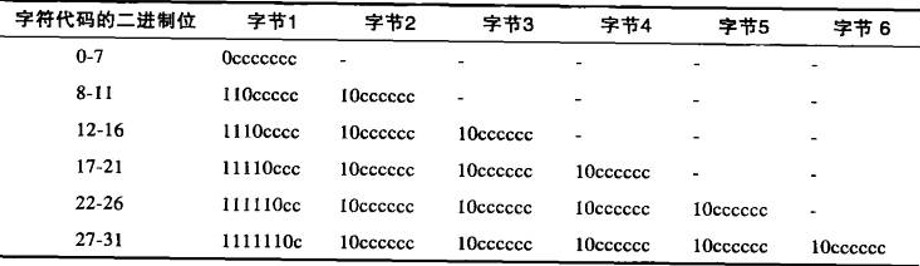 字符代码的二进制位 字节1 字节2 字节3 字节4 字节5 字节 6
0-7 0ccccccc - - - - -
8-11 110ccccc 10cccccc - - - -
12-16 1110cccc 10cccccc 10cccccc - - -
17-21 11110ccc 10cccccc 10cccccc 10cccccc - -
22-26 111110cc 10cccccc 10cccccc 10cccccc 10cccccc -
27-31 1111110c 10cccccc 10cccccc 10cccccc 10cccccc 10cccccc